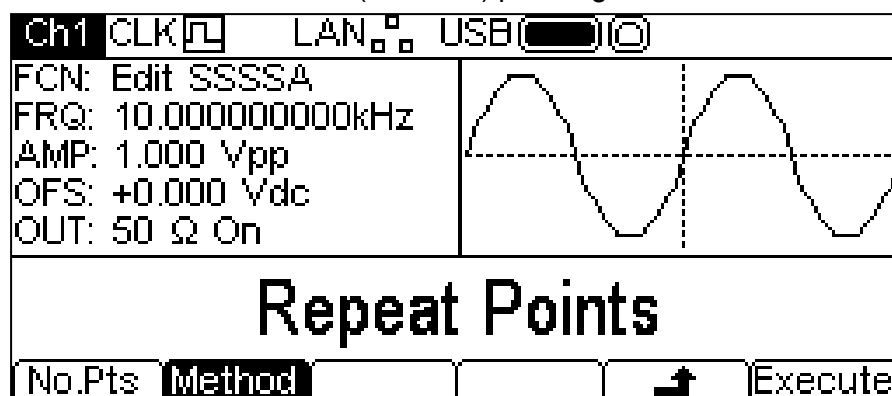 Ch1 CLK LAN USB
FCN: Edit SSSSA
FRQ: 10.000000000kHz
AMP: 1.000 Vpp
OFS: +0.000 Vdc
OUT: 50 Ω On
Repeat Points
No.Pts Method Execute